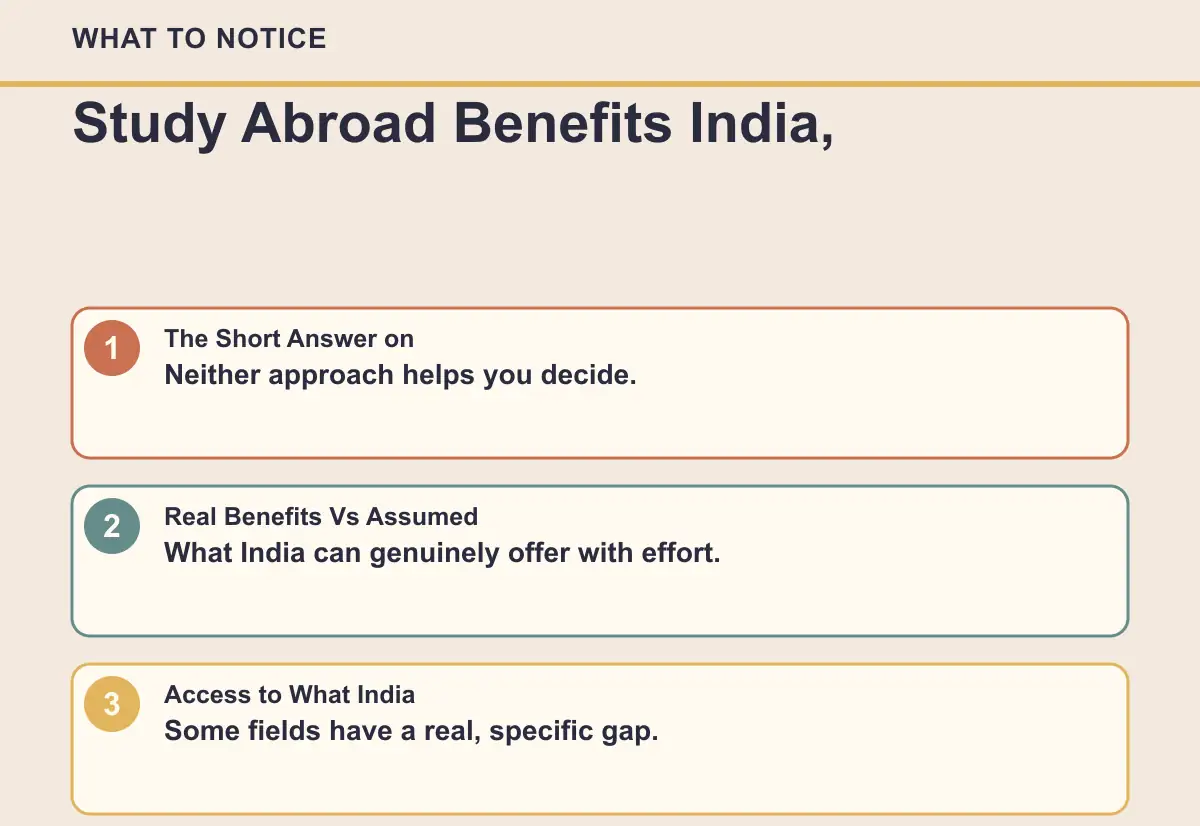 WHAT TO NOTICE
Study Abroad Benefits India,
1
The Short Answer on
Neither approach helps you decide.
2
Real Benefits Vs Assumed
What India can genuinely offer with effort.
3
Access to What India
Some fields have a real, specific gap.